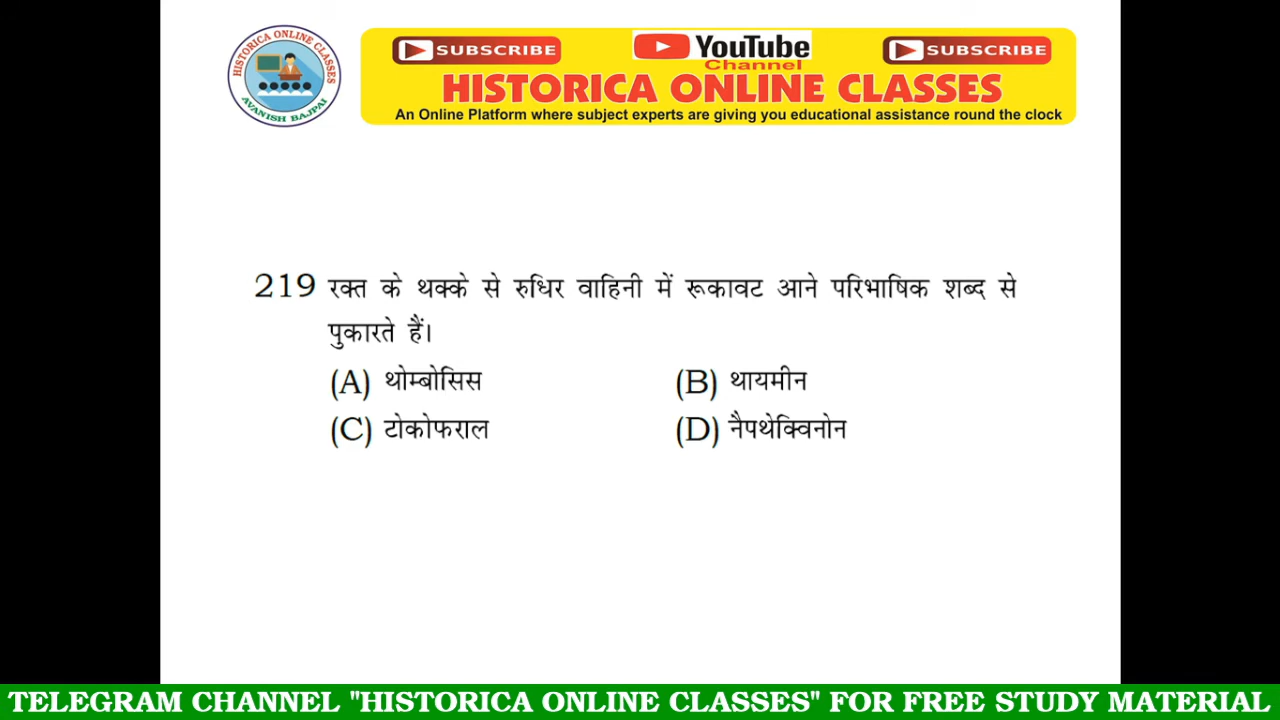 HISTORICA ONLINE CLASSES
AVANISH BAJPAI
SUBSCRIBE
YouTube
SUBSCRIBE
Channel
HISTORICA ONLINE CLASSES
An Online Platform where subject experts are giving you educational assistance round the clock
219 रक्त के थक्के से रुधिर वाहिनी में रूकावट आने परिभाषिक शब्द से
पुकारते हैं।
(A) थोम्बोसिस (B) थायमीन
(C) टोकोफराल (D) नैपथेक्विनोन
TELEGRAM CHANNEL "HISTORICA ONLINE CLASSES" FOR FREE STUDY MATERIAL